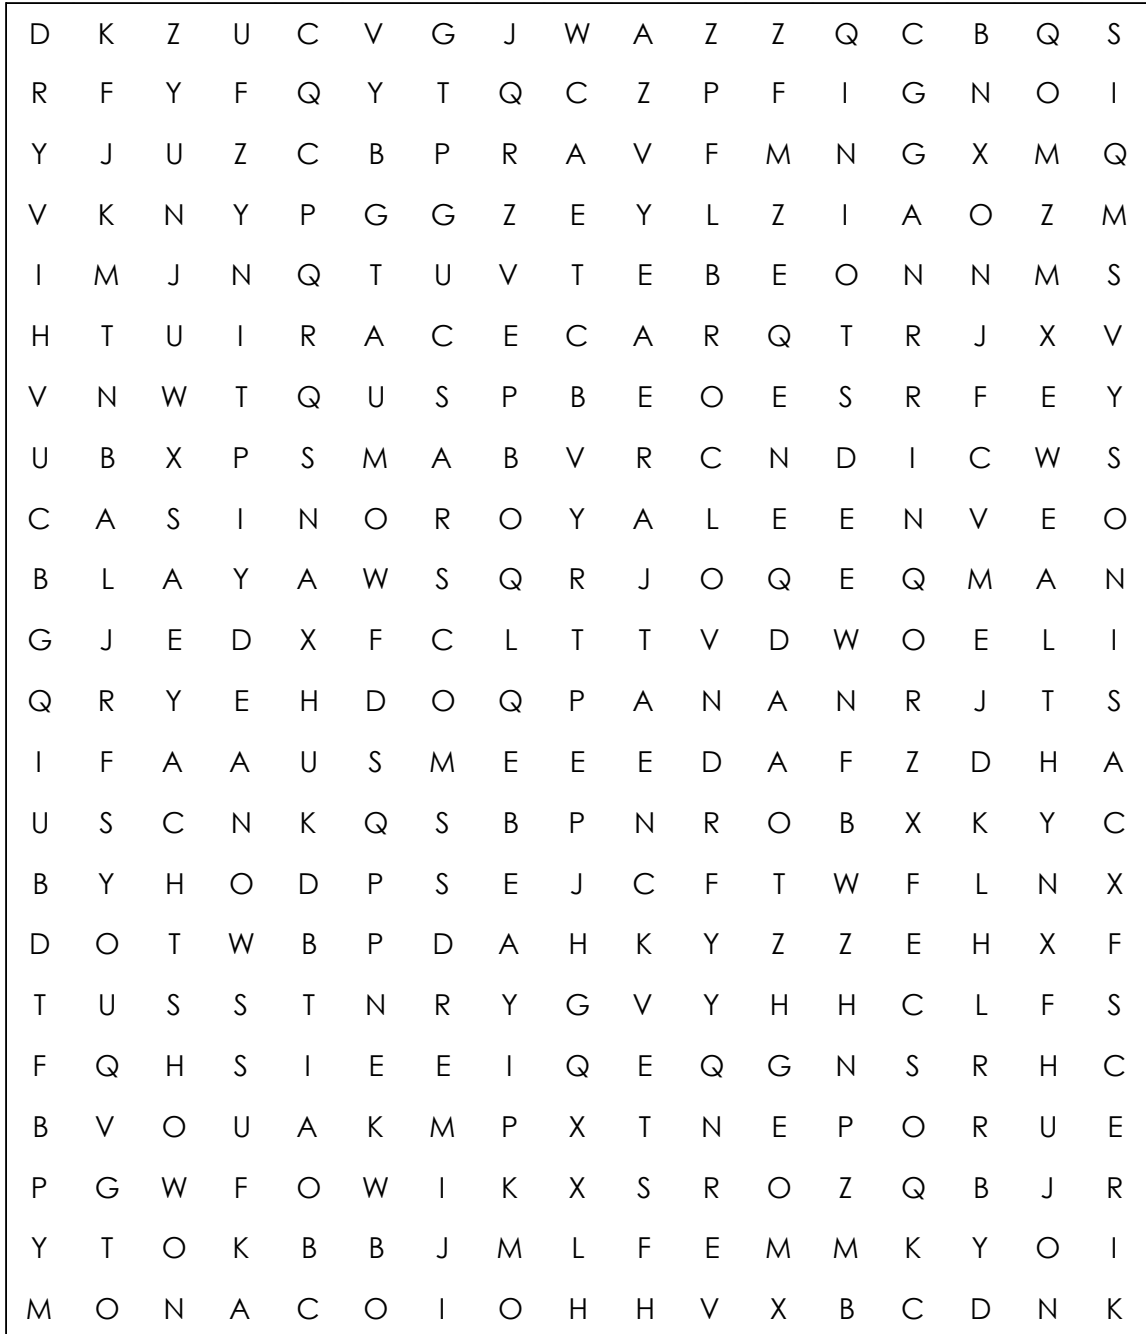 D K Z U C V G J W A Z Z Q C B Q S
R F Y F Q Y T Q C Z P F I G N O I
Y J U Z C B P R A V F M N G X M Q
V K N Y P G G Z E Y L Z I A O Z M
I M J N Q T U V T E B E O N N M S
H T U I R A C E C A R Q T R J X V
V N W T Q U S P B E O E S R F E Y
U B X P S M A B V R C N D I C W S
C A S I N O R O Y A L E E N V E O
B L A Y A W S Q R J O Q E Q M A N
G J E D X F C L T T V D W O E L I
Q R Y E H D O Q P A N A N R J T S
I F A A U S M E E E D A F Z D H A
U S C N K Q S B P N R O B X K Y C
B Y H O D P S E J C F T W F L N X
D O T W B P D A H K Y Z Z E H X F
T U S S T N R Y G V Y H H C L F S
F Q H S I E E I Q E Q G N S R H C
B V O U A K M P X T N E P O R U E
P G W F O W I K X S R O Z Q B J R
Y T O K B B J M L F E M M K Y O I
M O N A C O I O H H V X B C D N K